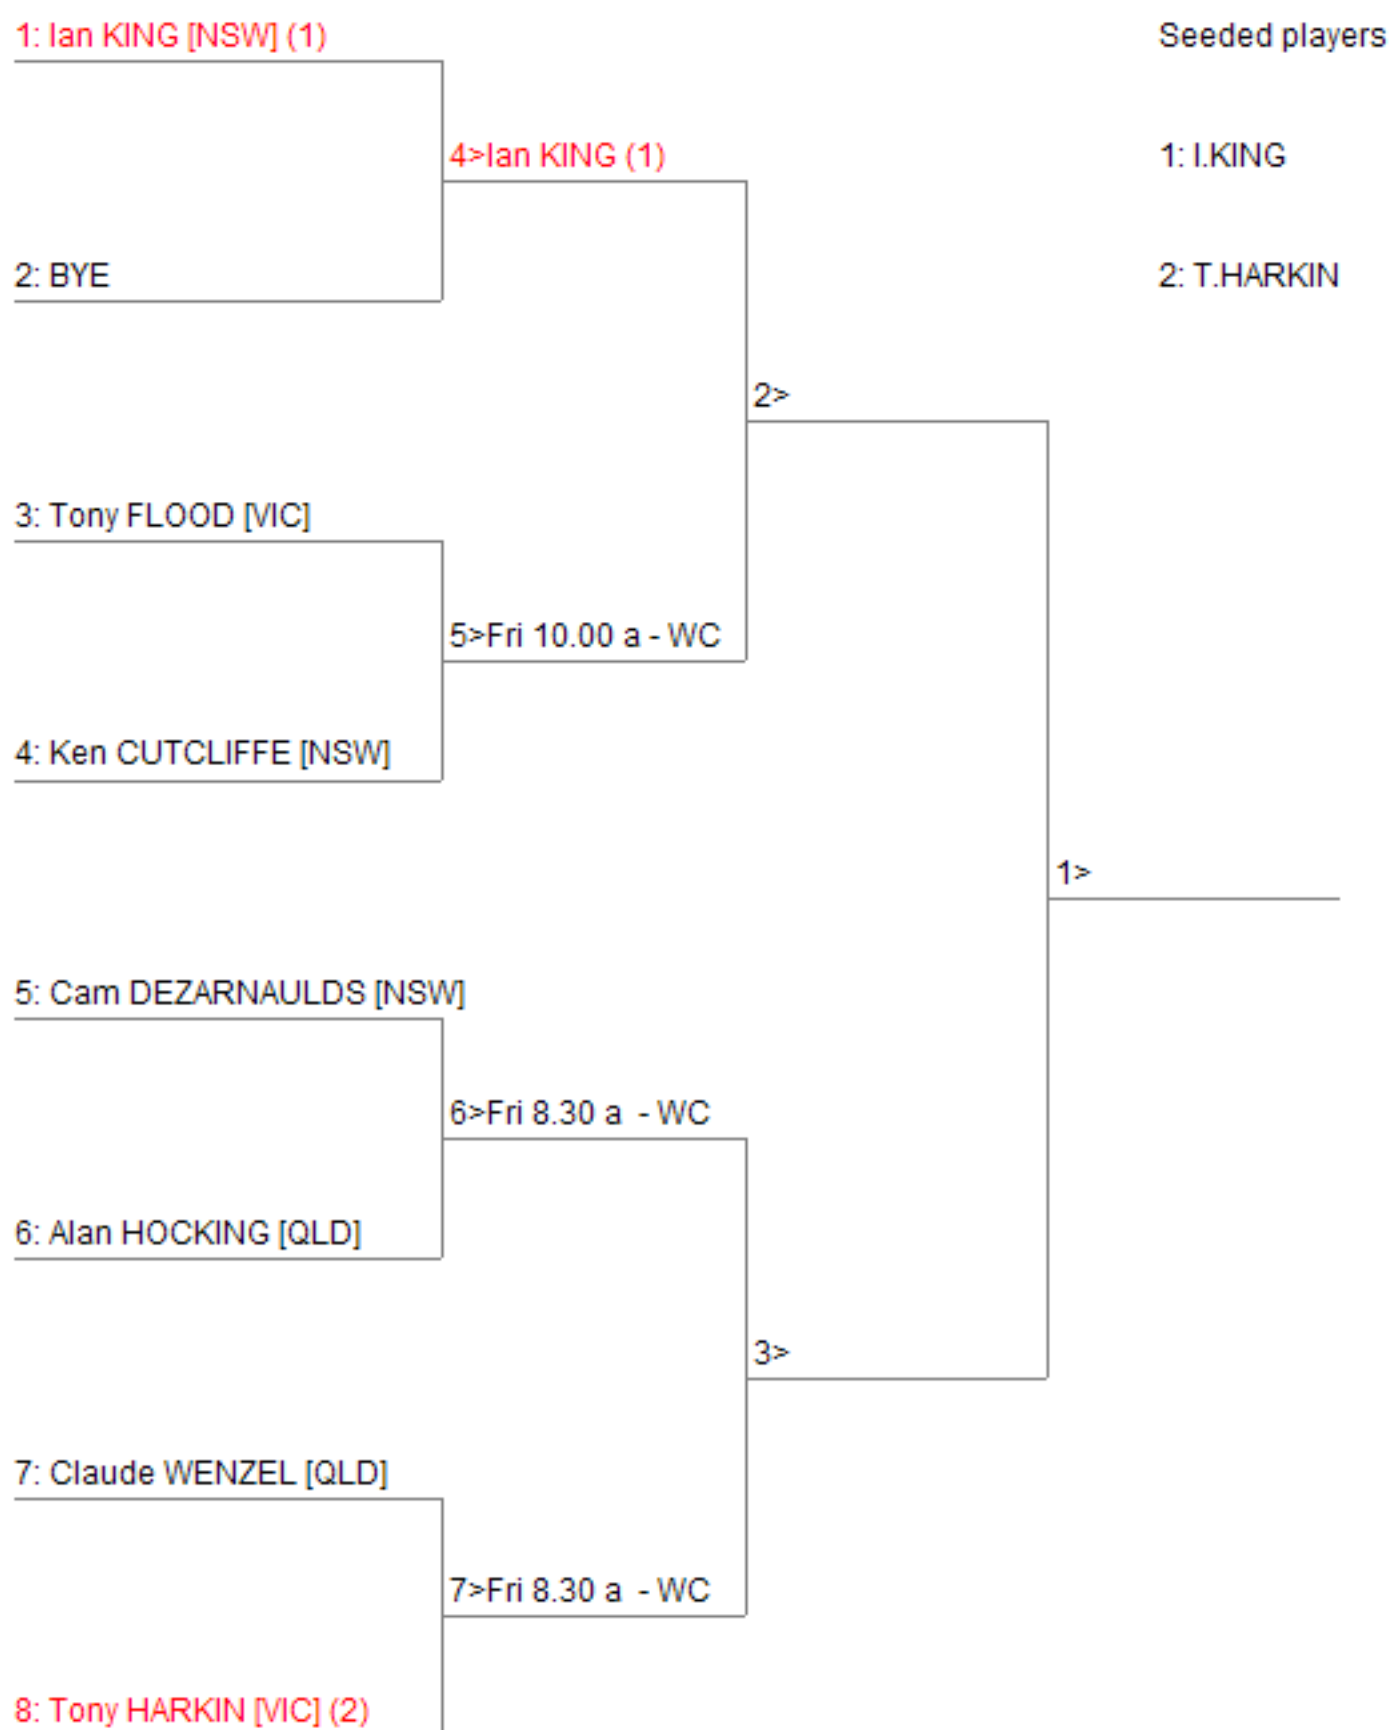 1: Ian KING [NSW] (1)
Seeded players
4>Ian KING (1)
1: I.KING
2: BYE
2: T.HARKIN
2>
3: Tony FLOOD [VIC]
5>Fri 10.00 a - WC
4: Ken CUTCLIFFE [NSW]
1>
5: Cam DEZARNAULDS [NSW]
6>Fri 8.30 a  - WC
6: Alan HOCKING [QLD]
3>
7: Claude WENZEL [QLD]
7>Fri 8.30 a  - WC
8: Tony HARKIN [VIC] (2)